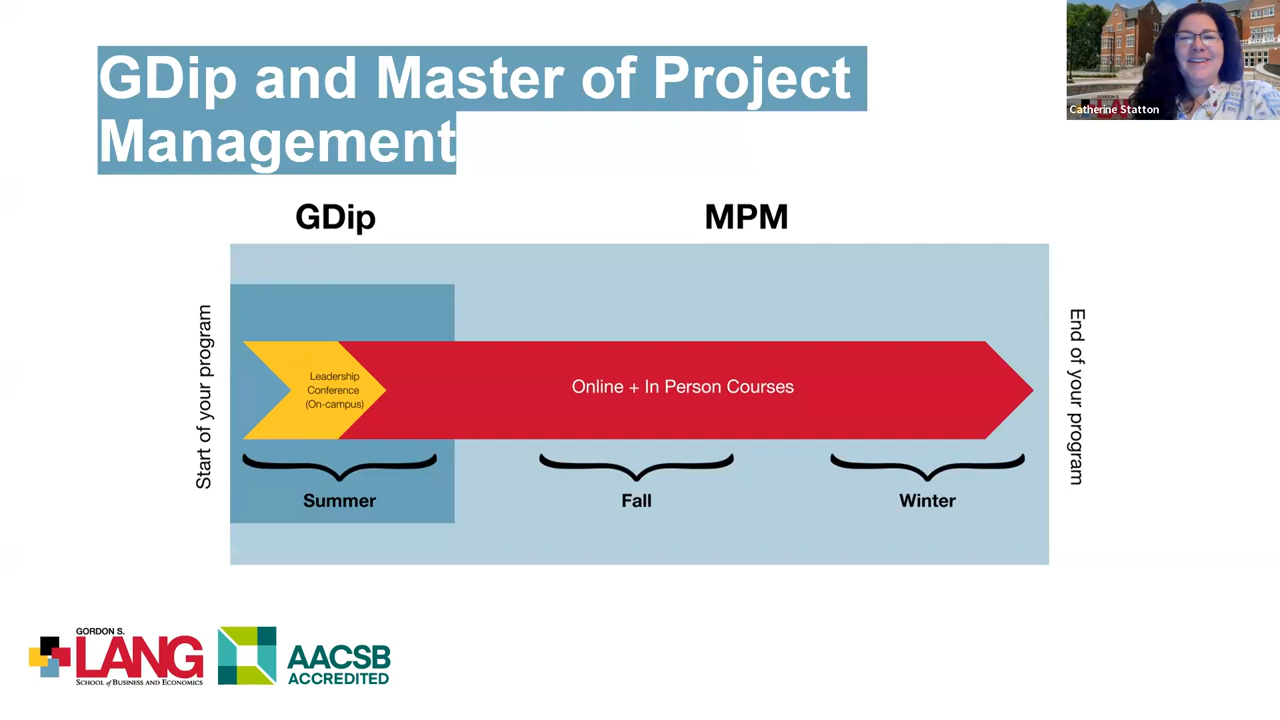 GDip and Master of Project
Management
Catherine Statton
GDip
MPM
Start of your program
Leadership
Conference
(On-campus)
Online + In Person Courses
End of your program
Summer
Fall
Winter
GORDON S.
LANG
SCHOOL of BUSINESS AND ECONOMICS
AACSB
ACCREDITED